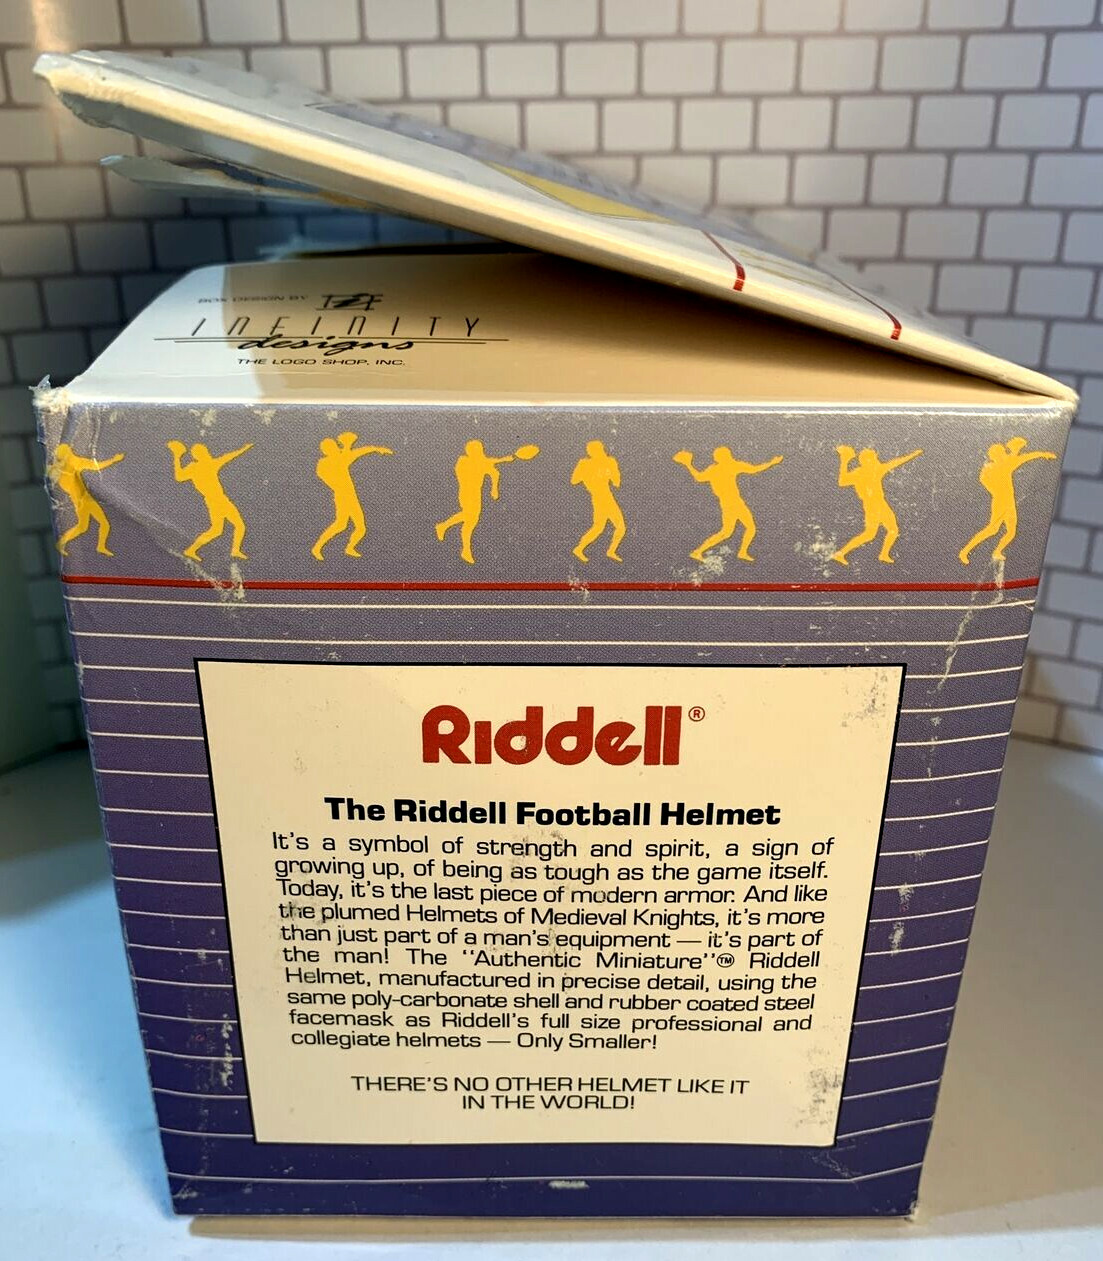 BOX DESIGN BY
INFINITY
designs
THE LOGO SHOP, INC.
Riddell®
The Riddell Football Helmet
It's a symbol of strength and spirit, a sign of
growing up, of being as tough as the game itself.
Today, it's the last piece of modern armor. And like
the plumed Helmets of Medieval Knights, it's more
than just part of a man's equipment — it's part of
the man! The "Authentic Miniature"™ Riddell
Helmet, manufactured in precise detail, using the
same poly-carbonate shell and rubber coated steel
facemask as Riddell's full size professional and
collegiate helmets — Only Smaller!
THERE'S NO OTHER HELMET LIKE IT
IN THE WORLD!